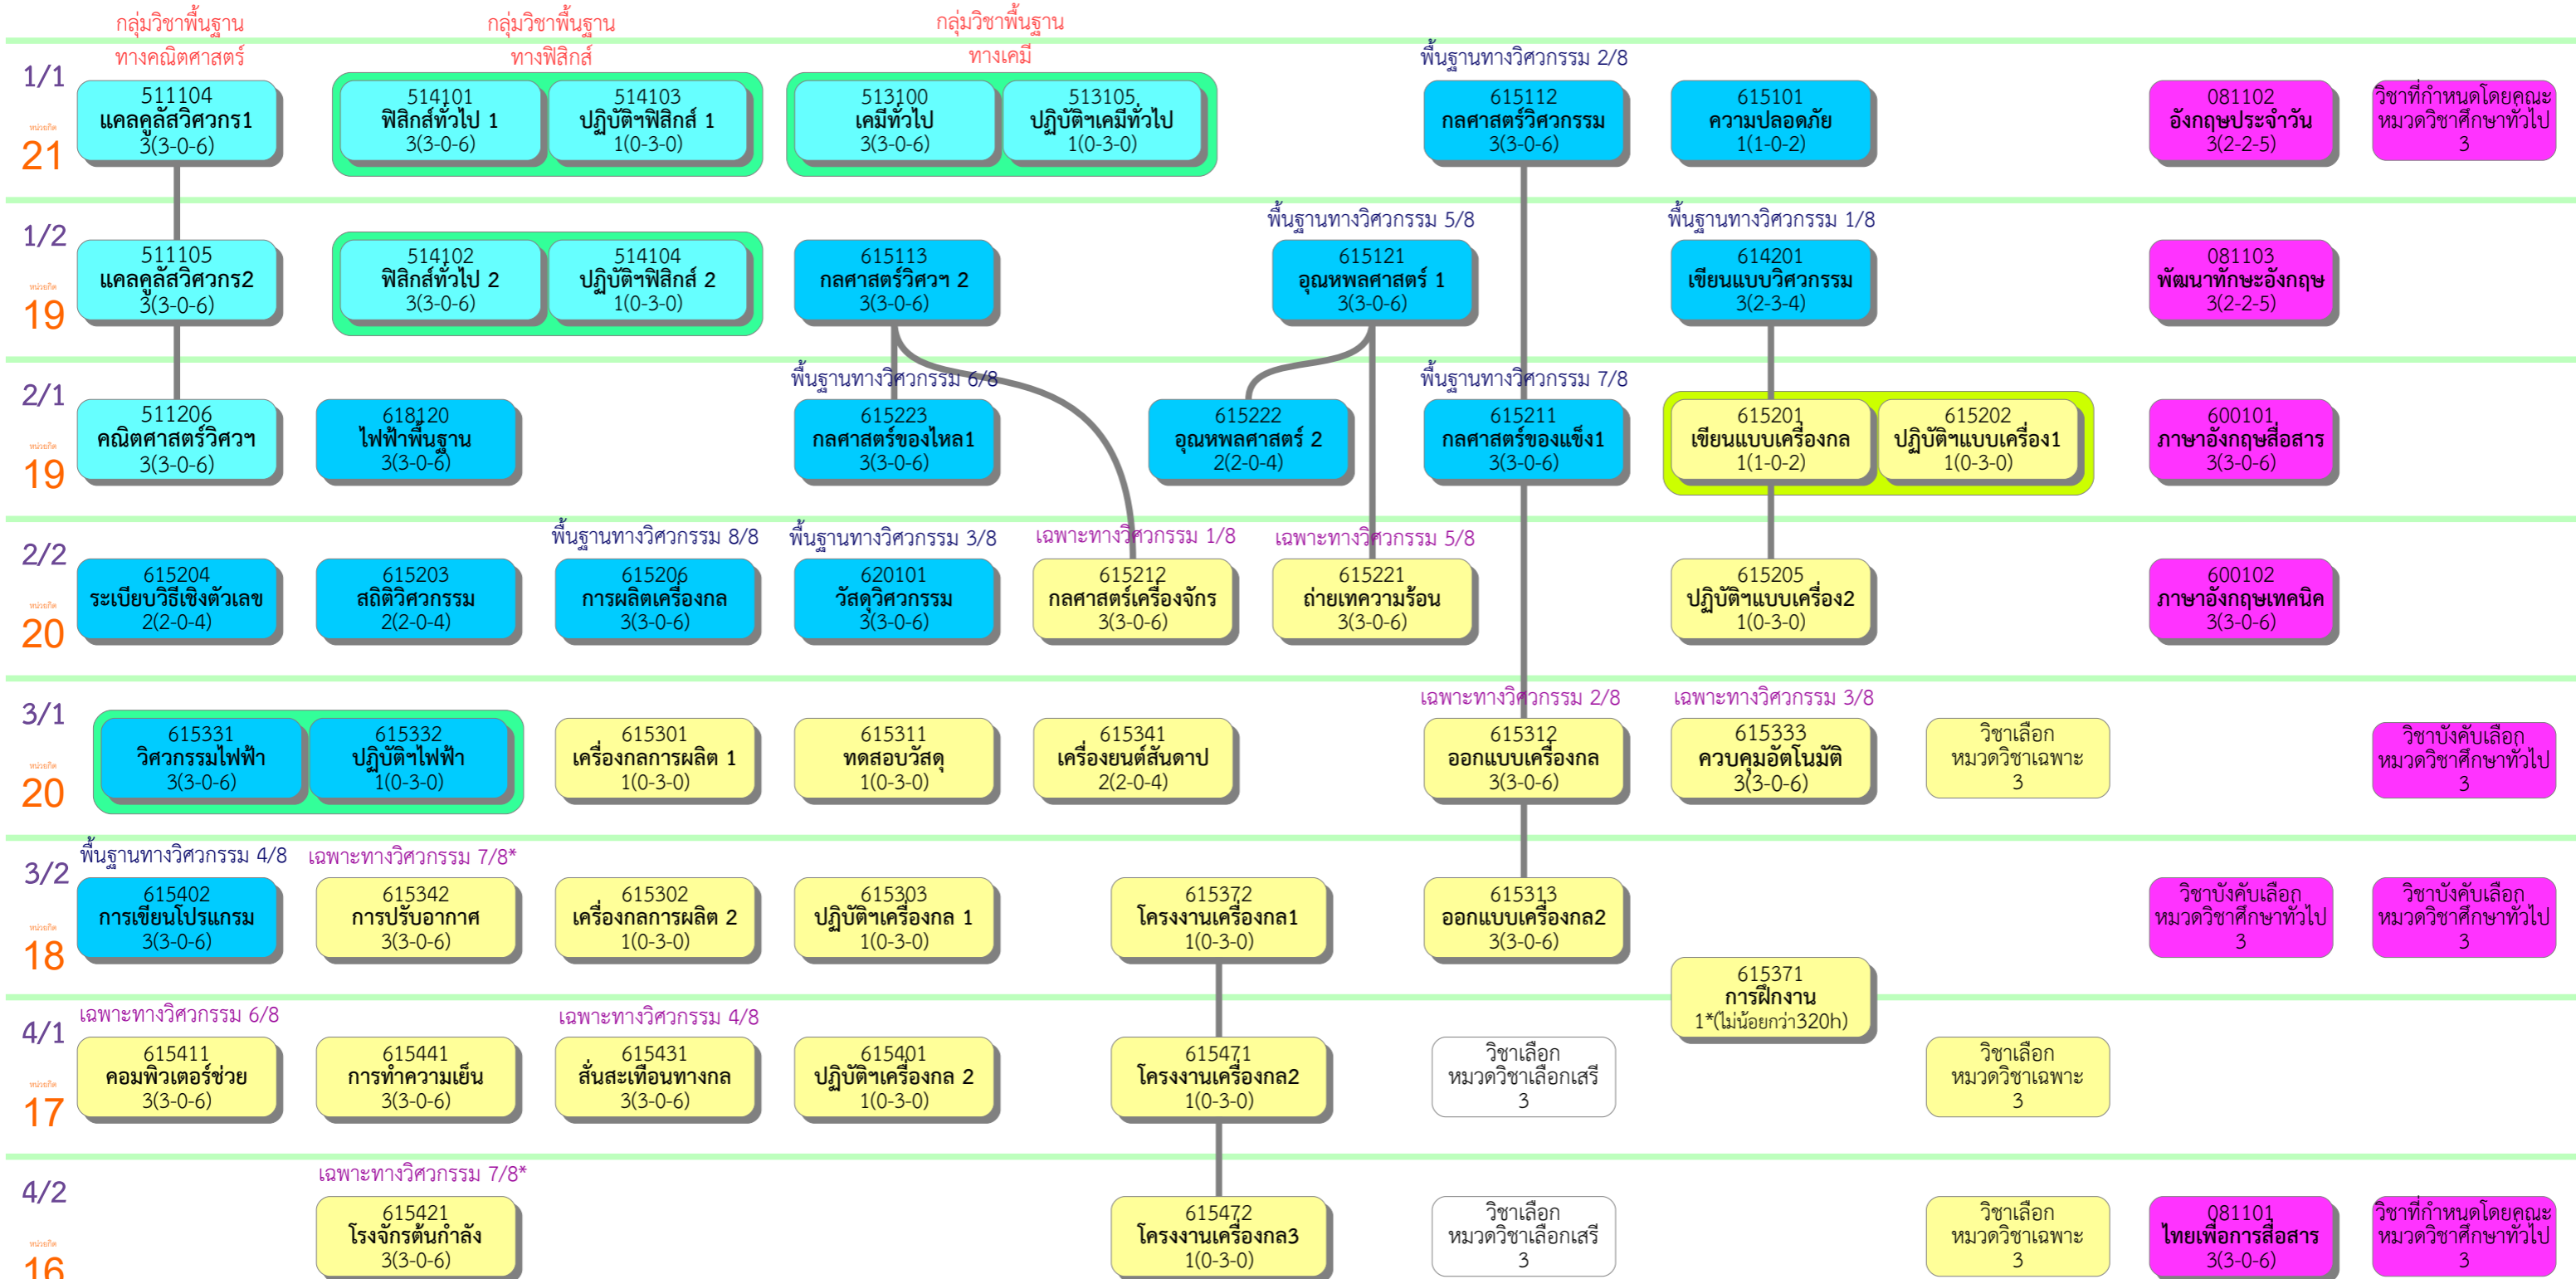 กลุ่มวิชาพื้นฐาน
ทางคณิตศาสตร์
กลุ่มวิชาพื้นฐาน
ทางฟิสิกส์
กลุ่มวิชาพื้นฐาน
ทางเคมี
1/1
หน่วยกิต
21
511104
แคลคูลัสวิศวกร1
3(3-0-6)
514101
ฟิสิกส์ทั่วไป 1
3(3-0-6)
514103
ปฏิบัติฯฟิสิกส์ 1
1(0-3-0)
513100
เคมีทั่วไป
3(3-0-6)
513105
ปฏิบัติฯเคมีทั่วไป
1(0-3-0)
พื้นฐานทางวิศวกรรม 2/8
615112
กลศาสตร์วิศวกรรม
3(3-0-6)
615101
ความปลอดภัย
1(1-0-2)
081102
อังกฤษประจำวัน
3(2-2-5)
วิชาที่กำหนดโดยคณะ
หมวดวิชาศึกษาทั่วไป
3
1/2
หน่วยกิต
19
511105
แคลคูลัสวิศวกร2
3(3-0-6)
514102
ฟิสิกส์ทั่วไป 2
3(3-0-6)
514104
ปฏิบัติฯฟิสิกส์ 2
1(0-3-0)
615113
กลศาสตร์วิศวฯ 2
3(3-0-6)
พื้นฐานทางวิศวกรรม 5/8
615121
อุณหพลศาสตร์ 1
3(3-0-6)
พื้นฐานทางวิศวกรรม 1/8
614201
เขียนแบบวิศวกรรม
3(2-3-4)
081103
พัฒนาทักษะอังกฤษ
3(2-2-5)
2/1
หน่วยกิต
19
511206
คณิตศาสตร์วิศวฯ
3(3-0-6)
618120
ไฟฟ้าพื้นฐาน
3(3-0-6)
พื้นฐานทางวิศวกรรม 6/8
615223
กลศาสตร์ของไหล1
3(3-0-6)
615222
อุณหพลศาสตร์ 2
2(2-0-4)
พื้นฐานทางวิศวกรรม 7/8
615211
กลศาสตร์ของแข็ง1
3(3-0-6)
615201
เขียนแบบเครื่องกล
1(1-0-2)
615202
ปฏิบัติฯแบบเครื่อง1
1(0-3-0)
600101
ภาษาอังกฤษสื่อสาร
3(3-0-6)
2/2
หน่วยกิต
20
615204
ระเบียบวิธีเชิงตัวเลข
2(2-0-4)
615203
สถิติวิศวกรรม
2(2-0-4)
พื้นฐานทางวิศวกรรม 8/8
615206
การผลิตเครื่องกล
3(3-0-6)
พื้นฐานทางวิศวกรรม 3/8
620101
วัสดุวิศวกรรม
3(3-0-6)
เฉพาะทางวิศวกรรม 1/8
615212
กลศาสตร์เครื่องจักร
3(3-0-6)
เฉพาะทางวิศวกรรม 5/8
615221
ถ่ายเทความร้อน
3(3-0-6)
615205
ปฏิบัติฯแบบเครื่อง2
1(0-3-0)
600102
ภาษาอังกฤษเทคนิค
3(3-0-6)
3/1
หน่วยกิต
20
615331
วิศวกรรมไฟฟ้า
3(3-0-6)
615332
ปฏิบัติฯไฟฟ้า
1(0-3-0)
615301
เครื่องกลการผลิต 1
1(0-3-0)
615311
ทดสอบวัสดุ
1(0-3-0)
615341
เครื่องยนต์สันดาป
2(2-0-4)
เฉพาะทางวิศวกรรม 2/8
615312
ออกแบบเครื่องกล
3(3-0-6)
เฉพาะทางวิศวกรรม 3/8
615333
ควบคุมอัตโนมัติ
3(3-0-6)
วิชาเลือก
หมวดวิชาเฉพาะ
3
วิชาบังคับเลือก
หมวดวิชาศึกษาทั่วไป
3
3/2
หน่วยกิต
18
พื้นฐานทางวิศวกรรม 4/8
615402
การเขียนโปรแกรม
3(3-0-6)
เฉพาะทางวิศวกรรม 7/8*
615342
การปรับอากาศ
3(3-0-6)
615302
เครื่องกลการผลิต 2
1(0-3-0)
615303
ปฏิบัติฯเครื่องกล 1
1(0-3-0)
615372
โครงงานเครื่องกล1
1(0-3-0)
615313
ออกแบบเครื่องกล2
3(3-0-6)
วิชาบังคับเลือก
หมวดวิชาศึกษาทั่วไป
3
วิชาบังคับเลือก
หมวดวิชาศึกษาทั่วไป
3
615371
การฝึกงาน
1*(ไม่น้อยกว่า320h)
4/1
หน่วยกิต
17
เฉพาะทางวิศวกรรม 6/8
615411
คอมพิวเตอร์ช่วย
3(3-0-6)
615441
การทำความเย็น
3(3-0-6)
เฉพาะทางวิศวกรรม 4/8
615431
สั่นสะเทือนทางกล
3(3-0-6)
615401
ปฏิบัติฯเครื่องกล 2
1(0-3-0)
615471
โครงงานเครื่องกล2
1(0-3-0)
วิชาเลือก
หมวดวิชาเลือกเสรี
3
วิชาเลือก
หมวดวิชาเฉพาะ
3
4/2
หน่วยกิต
16
เฉพาะทางวิศวกรรม 7/8*
615421
โรงจักรต้นกำลัง
3(3-0-6)
615472
โครงงานเครื่องกล3
1(0-3-0)
วิชาเลือก
หมวดวิชาเลือกเสรี
3
วิชาเลือก
หมวดวิชาเฉพาะ
3
081101
ไทยเพื่อการสื่อสาร
3(3-0-6)
วิชาที่กำหนดโดยคณะ
หมวดวิชาศึกษาทั่วไป
3